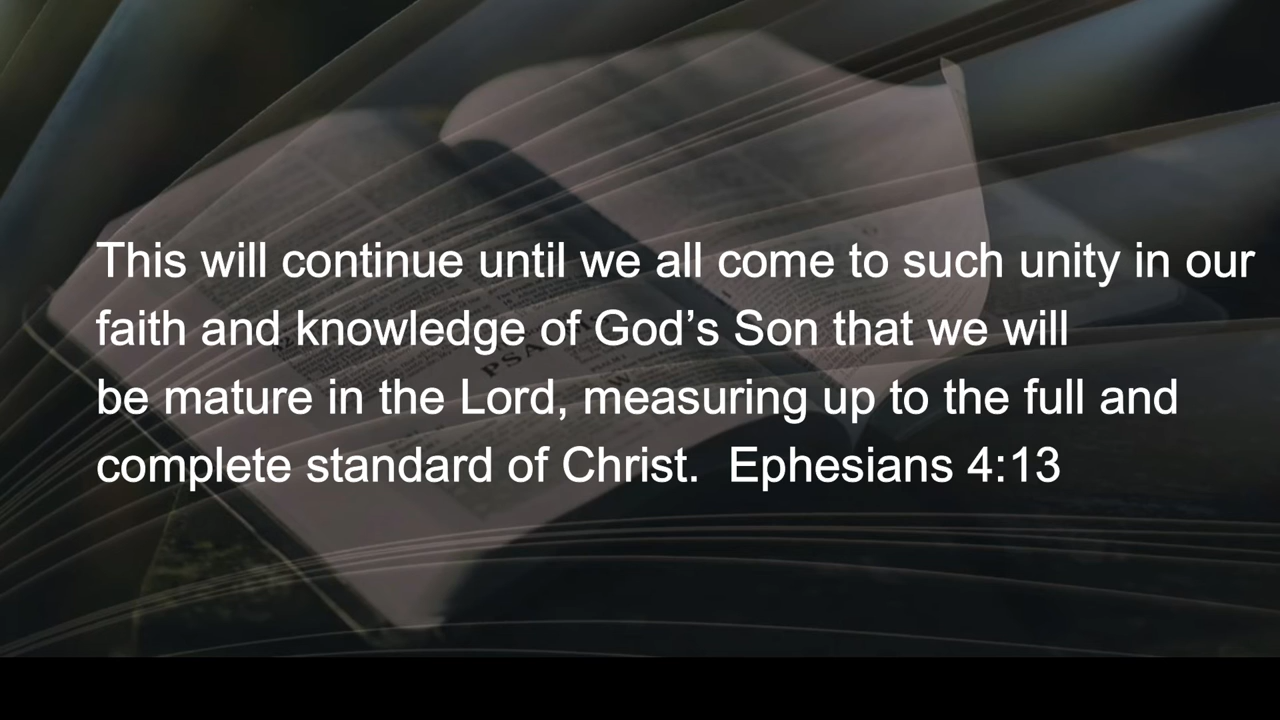 This will continue until we all come to such unity in our
faith and knowledge of God’s Son that we will
be mature in the Lord, measuring up to the full and
complete standard of Christ.  Ephesians 4:13
PSALMS